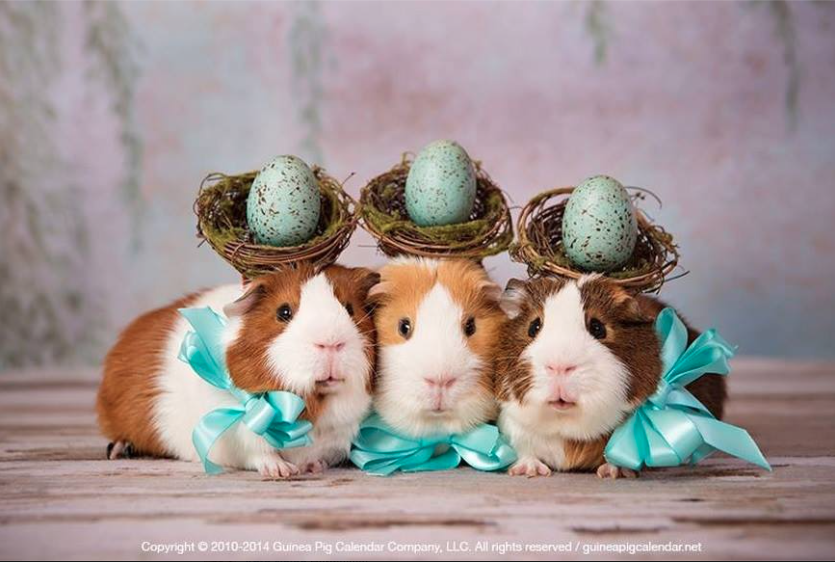 Copyright © 2010-2014 Guinea Pig Calendar Company, LLC. All rights reserved / guineapigcalendar.net